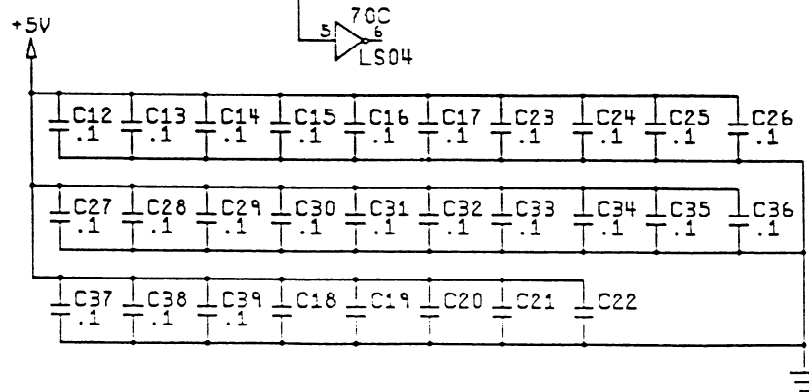 70C
+5V
5 6
LS04
C12 C13 C14 C15 C16 C17 C23 C24 C25 C26
.1 .1 .1 .1 .1 .1 .1 .1 .1 .1
C27 C28 C29 C30 C31 C32 C33 C34 C35 C36
.1 .1 .1 .1 .1 .1 .1 .1 .1 .1
C37 C38 C39 C18 C19 C20 C21 C22
.1 .1 .1